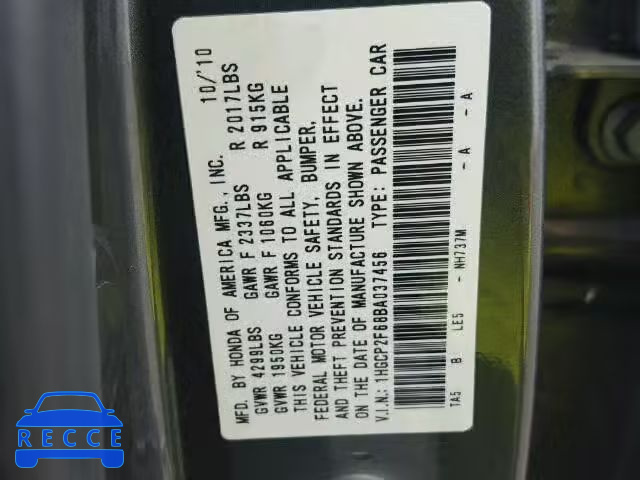 MFD. BY HONDA OF AMERICA MFG., INC. 10/'10
GVWR 4299LBS GAWR F 2337LBS R 2017LBS
GVWR 1950KG GAWR F 1060KG R 915KG
THIS VEHICLE CONFORMS TO ALL APPLICABLE
FEDERAL MOTOR VEHICLE SAFETY, BUMPER,
AND THEFT PREVENTION STANDARDS IN EFFECT
ON THE DATE OF MANUFACTURE SHOWN ABOVE.
V.I.N.: 1HGCP2F68BA037456 TYPE: PASSENGER CAR
TA5 B LE5 - NH737M - A - A
RECCE